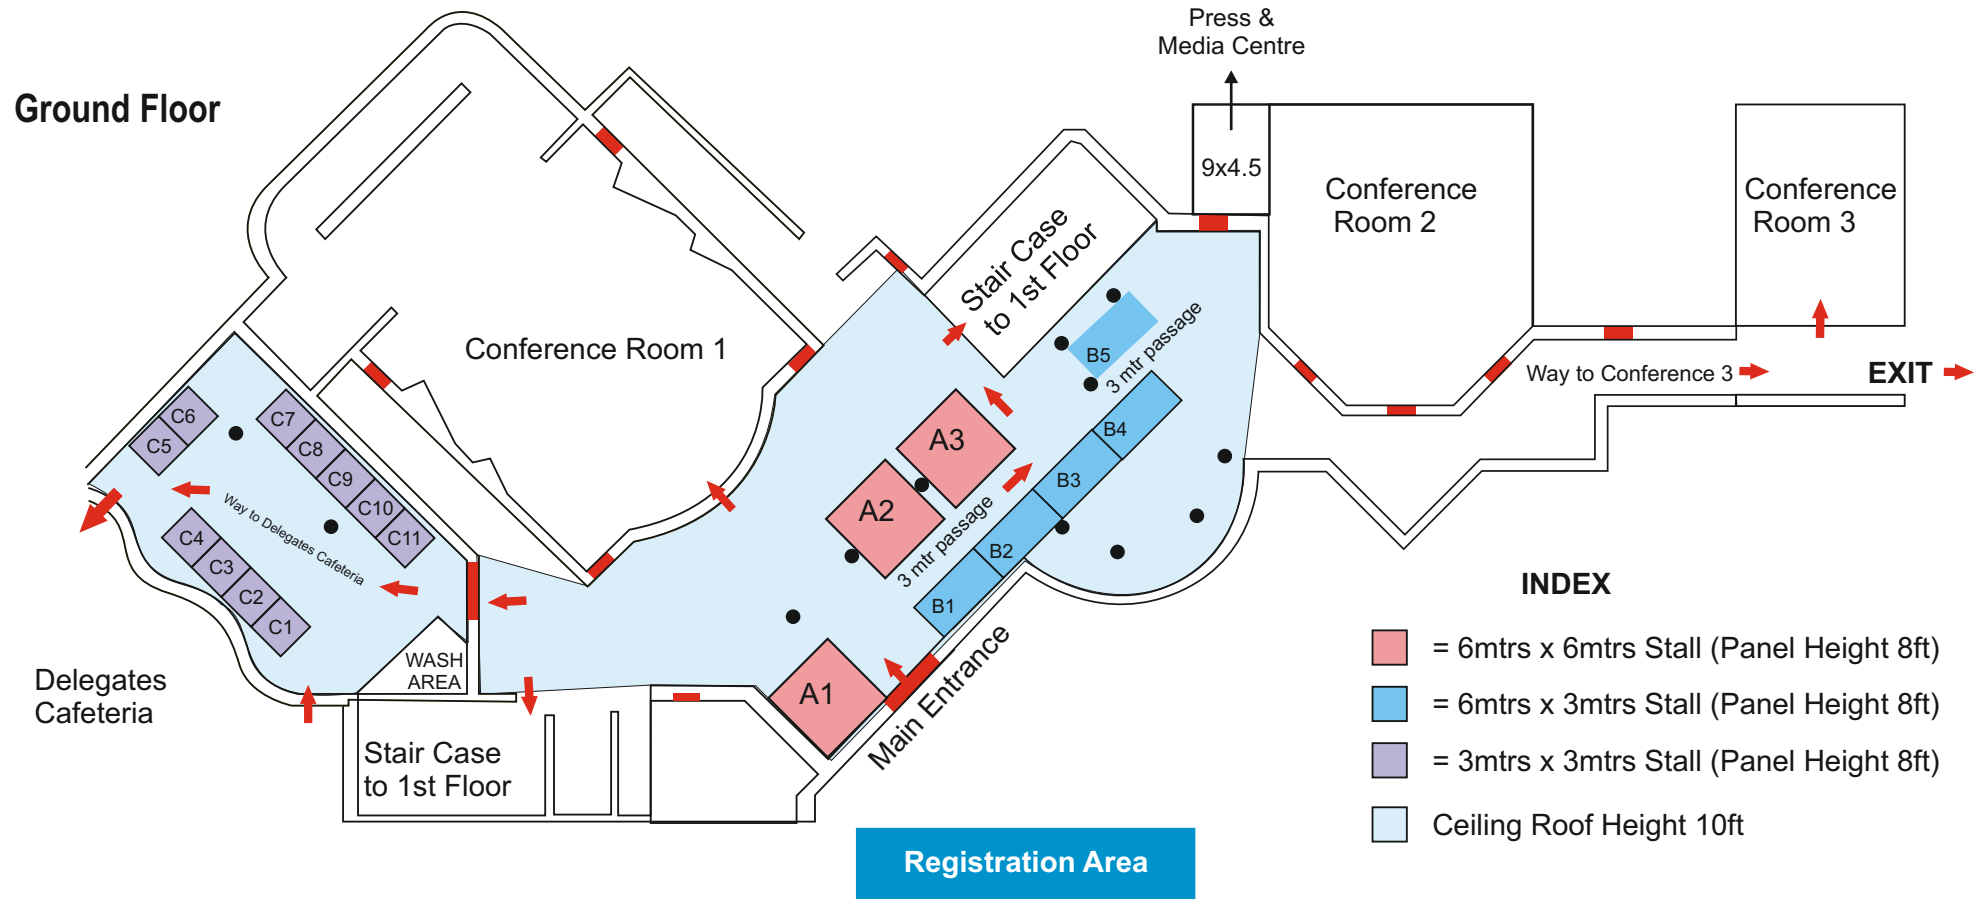 Press &
Media Centre
Ground Floor
9x4.5
Conference
Room 2
Conference
Room 3
Stair Case
to 1st Floor
Conference Room 1
B5
3 mtr passage
Way to Conference 3
EXIT
C6
C5
C7
C8
C9
C10
C11
Way to Delegates Cafeteria
C4
C3
C2
C1
A3
A2
3 mtr passage
B4
B3
B2
B1
A1
Main Entrance
WASH
AREA
Delegates
Cafeteria
Stair Case
to 1st Floor
INDEX
= 6mtrs x 6mtrs Stall (Panel Height 8ft)
= 6mtrs x 3mtrs Stall (Panel Height 8ft)
= 3mtrs x 3mtrs Stall (Panel Height 8ft)
Ceiling Roof Height 10ft
Registration Area